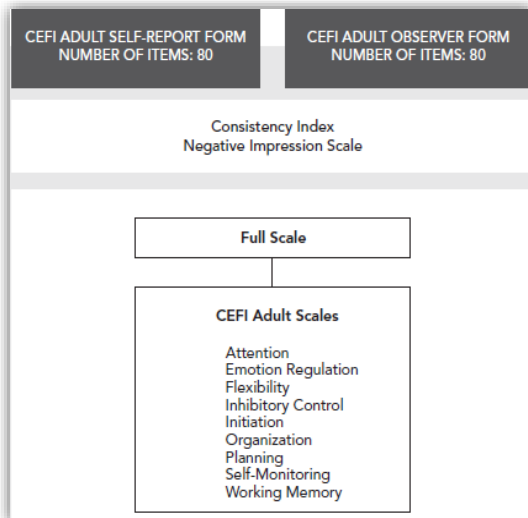 CEFI ADULT SELF-REPORT FORM
NUMBER OF ITEMS: 80
CEFI ADULT OBSERVER FORM
NUMBER OF ITEMS: 80
Consistency Index
Negative Impression Scale
Full Scale
CEFI Adult Scales
Attention
Emotion Regulation
Flexibility
Inhibitory Control
Initiation
Organization
Planning
Self-Monitoring
Working Memory